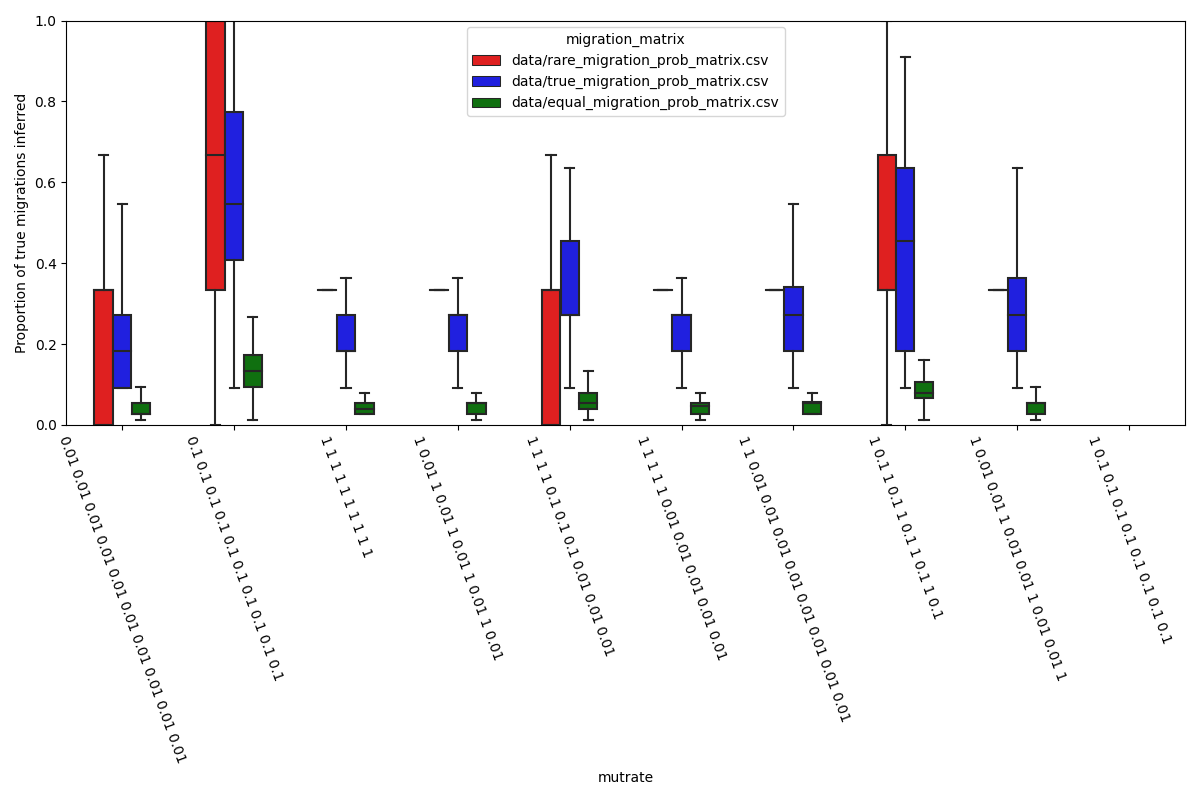 1.0
0.8
0.6
0.4
0.2
0.0
Proportion of true migrations inferred
migration_matrix
data/rare_migration_prob_matrix.csv
data/true_migration_prob_matrix.csv
data/equal_migration_prob_matrix.csv
0.01 0.01 0.01 0.01 0.01 0.01 0.01 0.01 0.01 0.01
0.1 0.1 0.1 0.1 0.1 0.1 0.1 0.1 0.1 0.1
1 1 1 1 1 1 1 1 1 1
1 0.01 1 0.01 1 0.01 1 0.01 1 0.01
1 1 1 1 0.1 0.1 0.1 0.01 0.01 0.01
1 1 1 1 1 0.01 0.01 0.01 0.01 0.01
1 1 0.01 0.01 0.01 0.01 0.01 0.01 0.01 0.01
1 0.1 1 0.1 1 0.1 1 0.1 1 0.1
1 0.01 0.01 1 0.01 0.01 1 0.01 0.01 1
1 0.1 0.1 0.1 0.1 0.1 0.1 0.1 0.1
mutrate